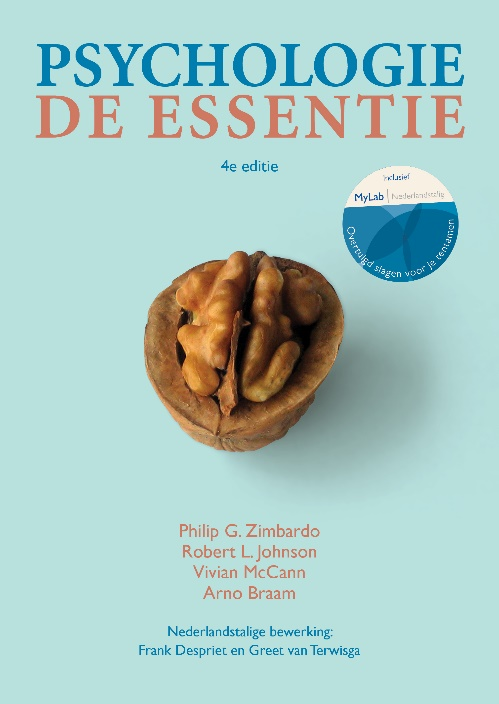 PSYCHOLOGIE
DE ESSENTIE
4e editie
inclusief
MyLab | Nederlandstalig
Overtuigd slagen voor je tentamen
Philip G. Zimbardo
Robert L. Johnson
Vivian McCann
Arno Braam
Nederlandstalige bewerking:
Frank Despriet en Greet van Terwisga